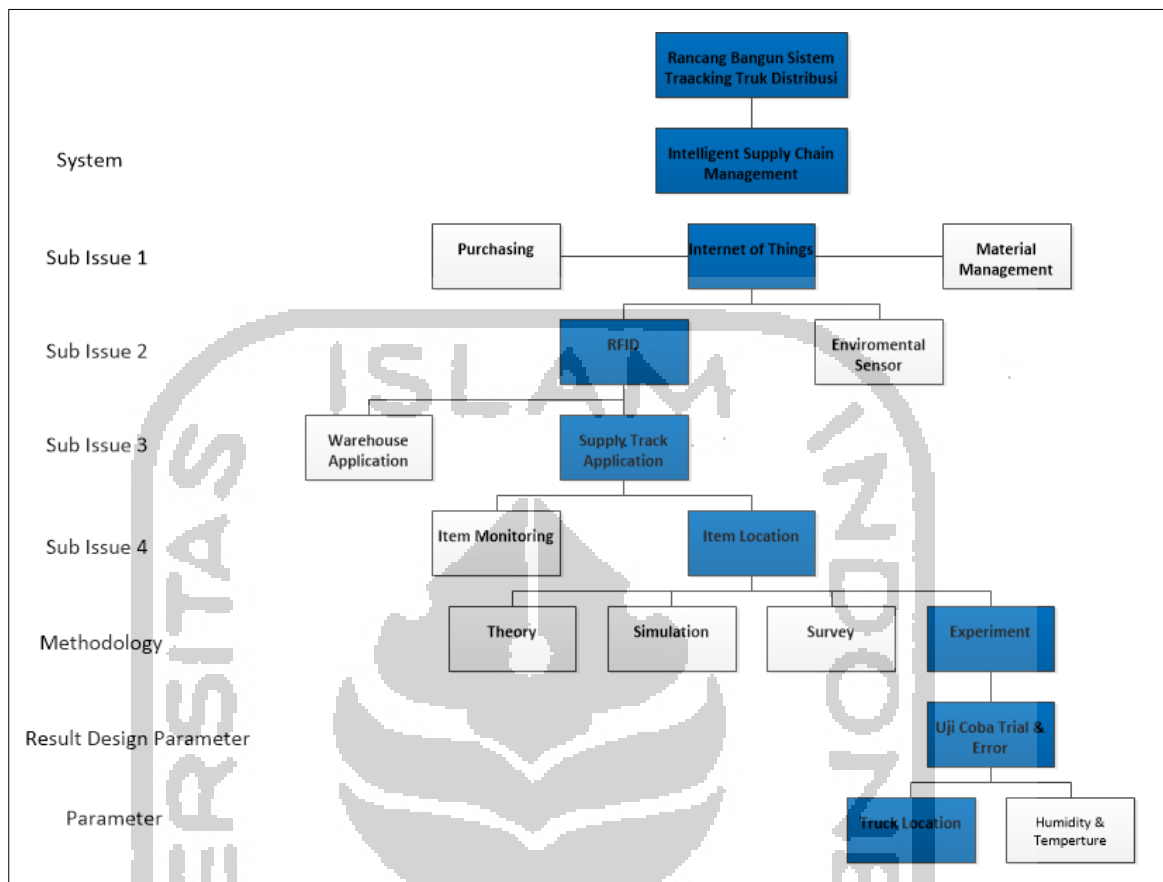 Rancang Bangun Sistem
Traacking Truk Distribusi
System
Intelligent Supply Chain
Management
Sub Issue 1
Purchasing
Internet of Things
Material
Management
Sub Issue 2
RFID
Enviromental
Sensor
Sub Issue 3
Warehouse
Application
Supply Track
Application
Sub Issue 4
Item Monitoring
Item Location
Methodology
Theory
Simulation
Survey
Experiment
Result Design Parameter
Uji Coba Trial &
Error
Parameter
Truck Location
Humidity &
Temperture
ISLAM
ERSITAS
INDONE